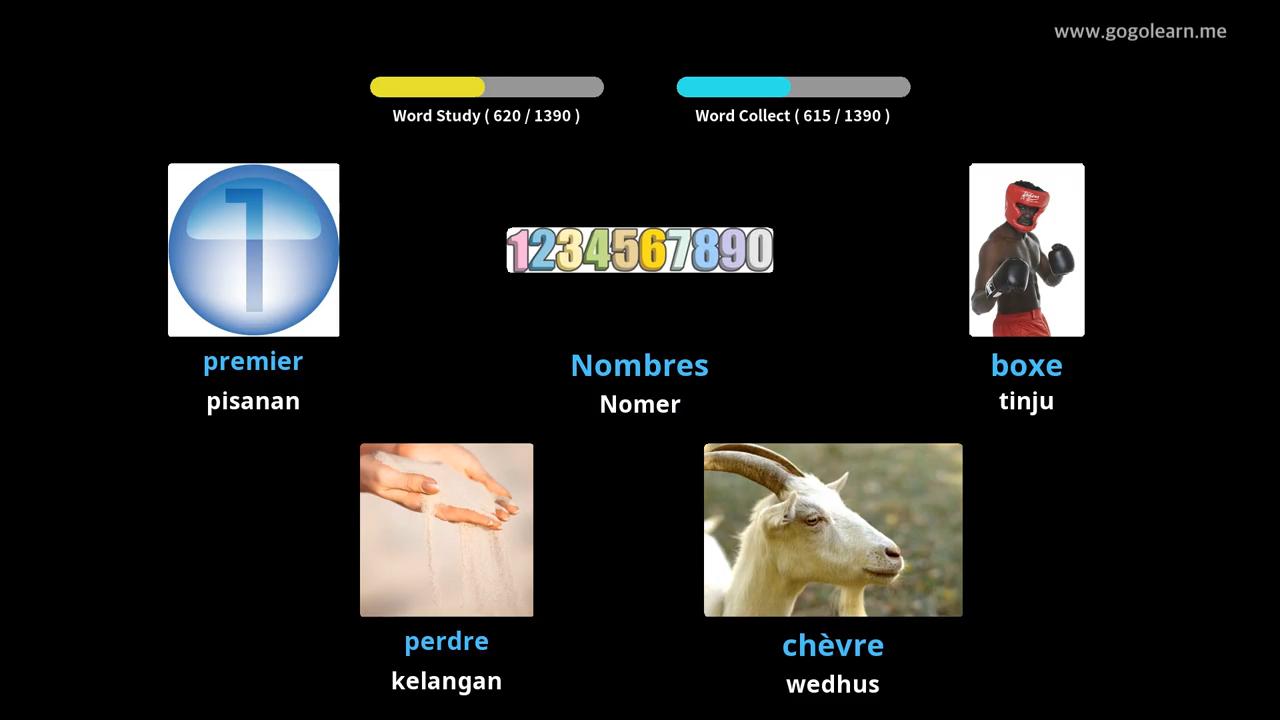 www.gogolearn.me
Word Study ( 620 / 1390 )
Word Collect ( 615 / 1390 )
1
1234567890
premier
pisanan
Nombres
Nomer
boxe
tinju
perdre
kelangan
chèvre
wedhus